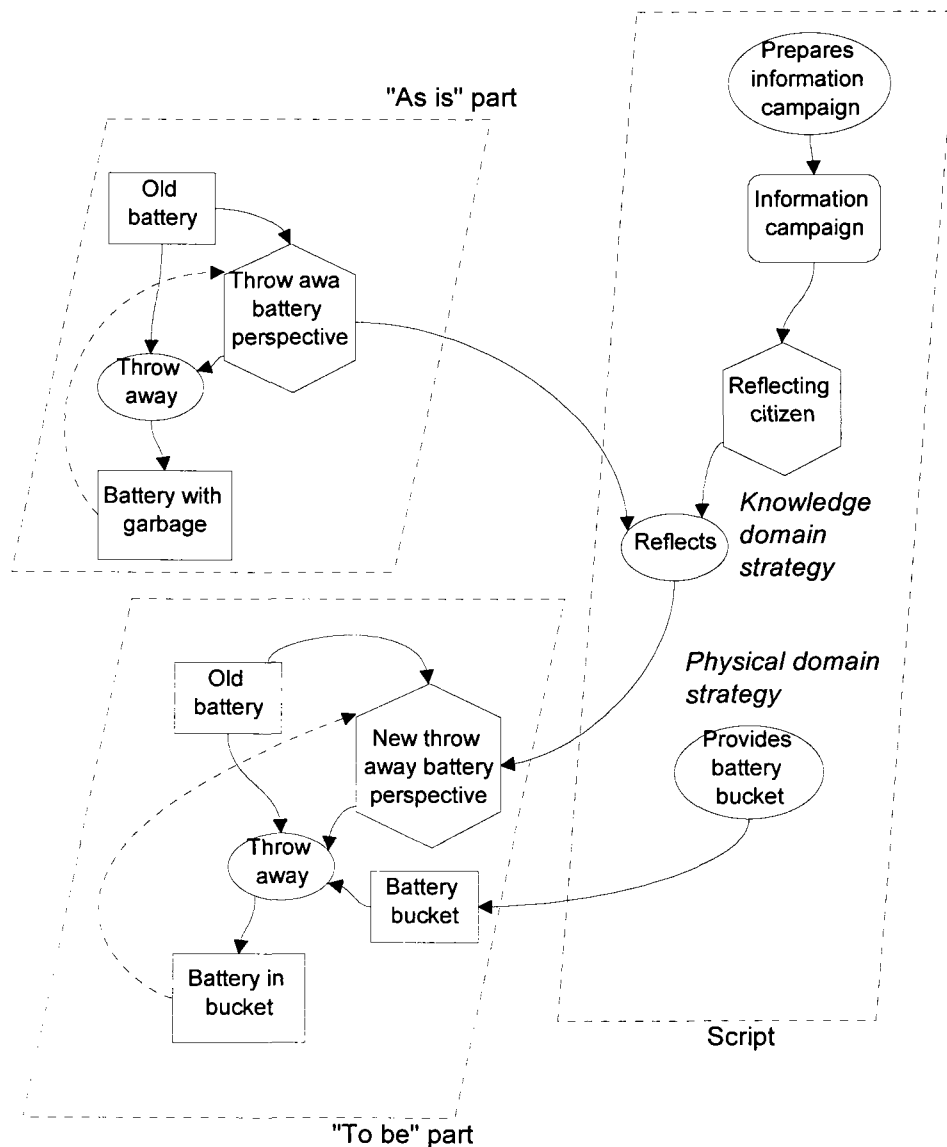 "As is" part
Old
battery
Throw awa
battery
perspective
Throw
away
Battery with
garbage
Prepares
information
campaign
Information
campaign
Reflecting
citizen
Reflects
Knowledge
domain
strategy
Physical domain
strategy
Provides
battery
bucket
Script
Old
battery
New throw
away battery
perspective
Throw
away
Battery
bucket
Battery in
bucket
"To be" part